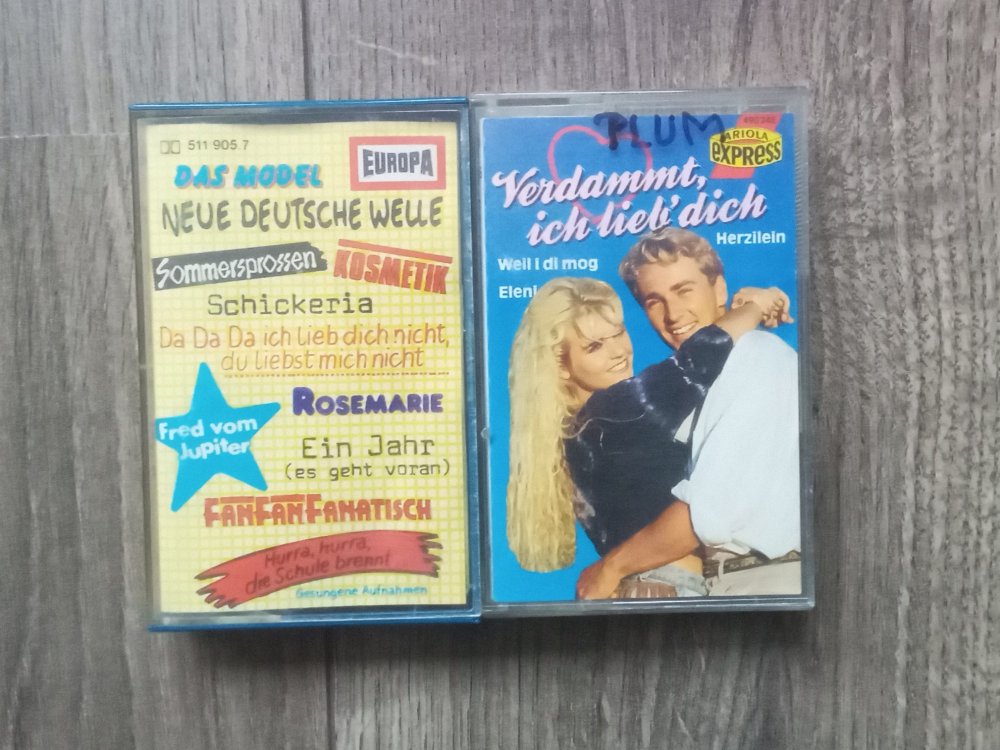 511 905.7
EUROPA
DAS MODEL
NEUE DEUTSCHE WELLE
Sommersprossen
KOSMETIK
Schickeria
Da Da Da ich lieb dich nicht,
du liebst mich nicht
ROSEMARIE
Fred vom
Jupiter
Ein Jahr
(es geht voran)
FANFANFANATISCH
Hurra, hurra,
die Schule brennt
Gesungene Aufnahmen
PLUM
ARIOLA
EXPRESS
Verdammt,
ich lieb' dich
Herzilein
Weil i di mog
Eleni